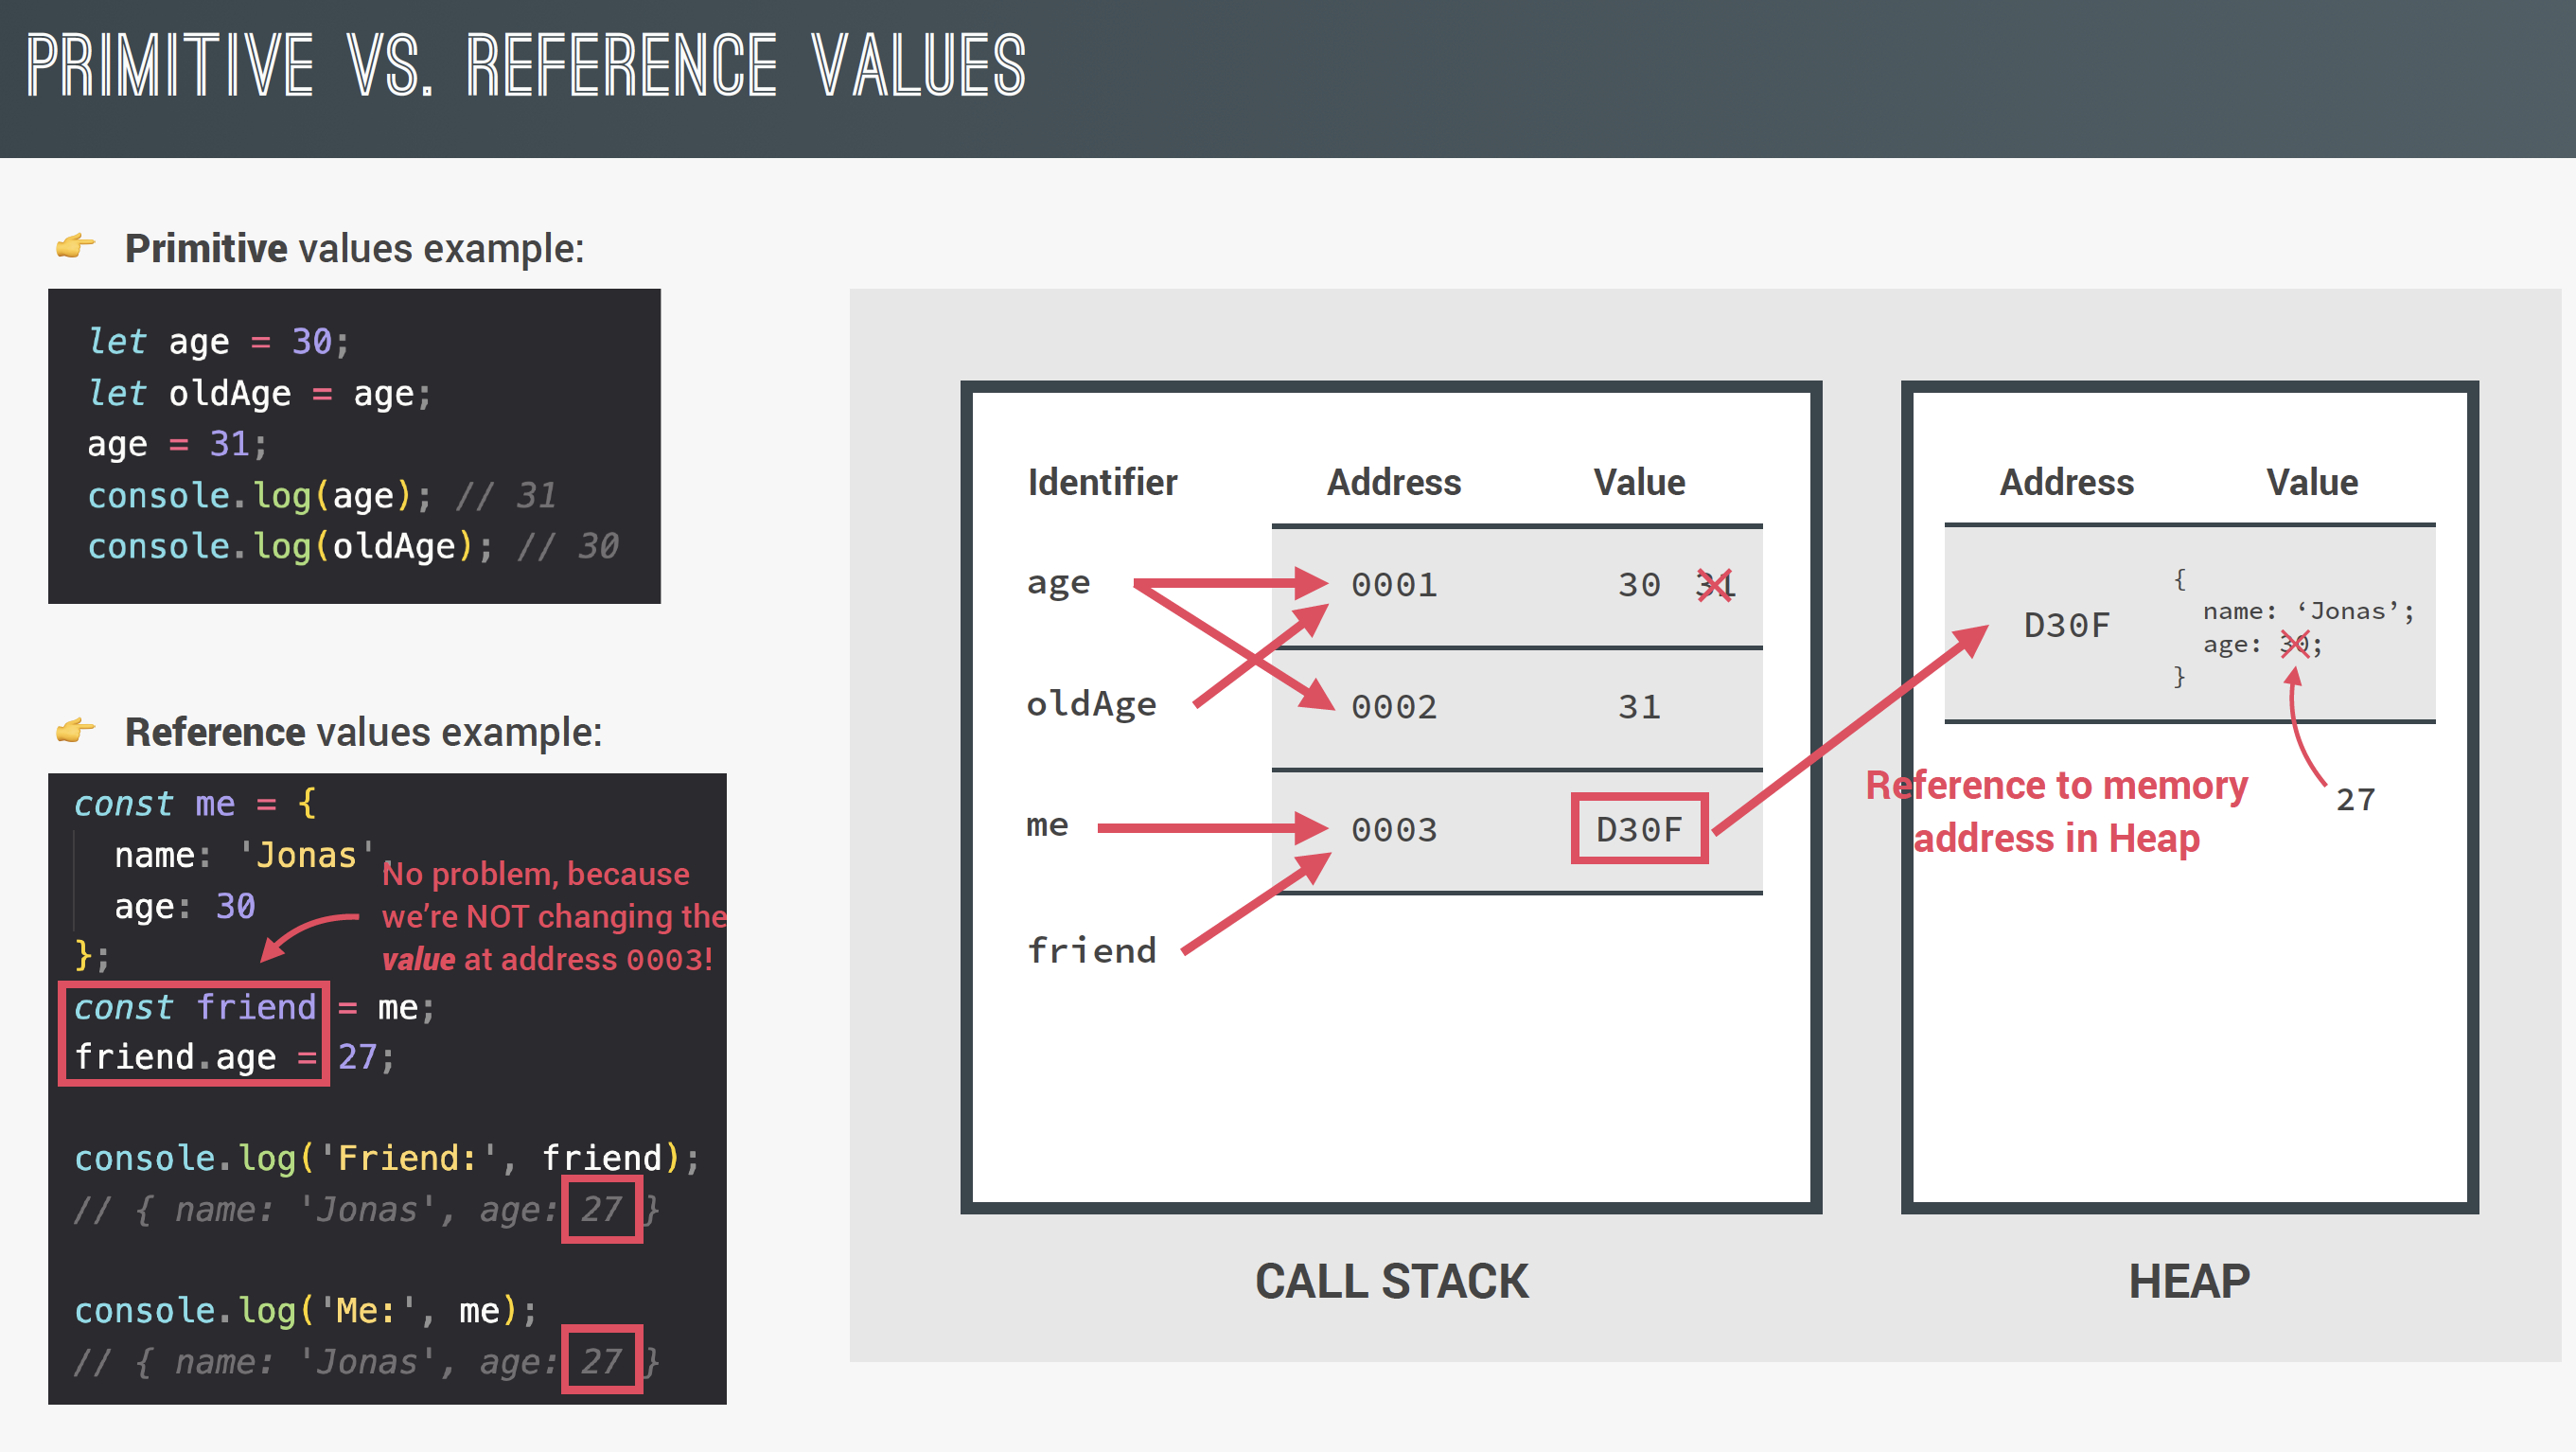 PRIMITIVE VS. REFERENCE VALUES
👉 Primitive values example:
let age = 30;
let oldAge = age;
age = 31;
console.log(age); // 31
console.log(oldAge); // 30
👉 Reference values example:
const me = {
name: 'Jonas',
age: 30
};
No problem, because
we’re NOT changing the
value at address 0003!
const friend = me;
friend.age = 27;
console.log('Friend:', friend);
// { name: 'Jonas', age: 27 }
console.log('Me:', me);
// { name: 'Jonas', age: 27 }
Identifier Address Value
age 0001 30 31
oldAge 0002 31
me 0003 D30F
friend
CALL STACK
Address Value
D30F
{
name: ‘Jonas’;
age: 30;
}
27
Reference to memory
address in Heap
HEAP